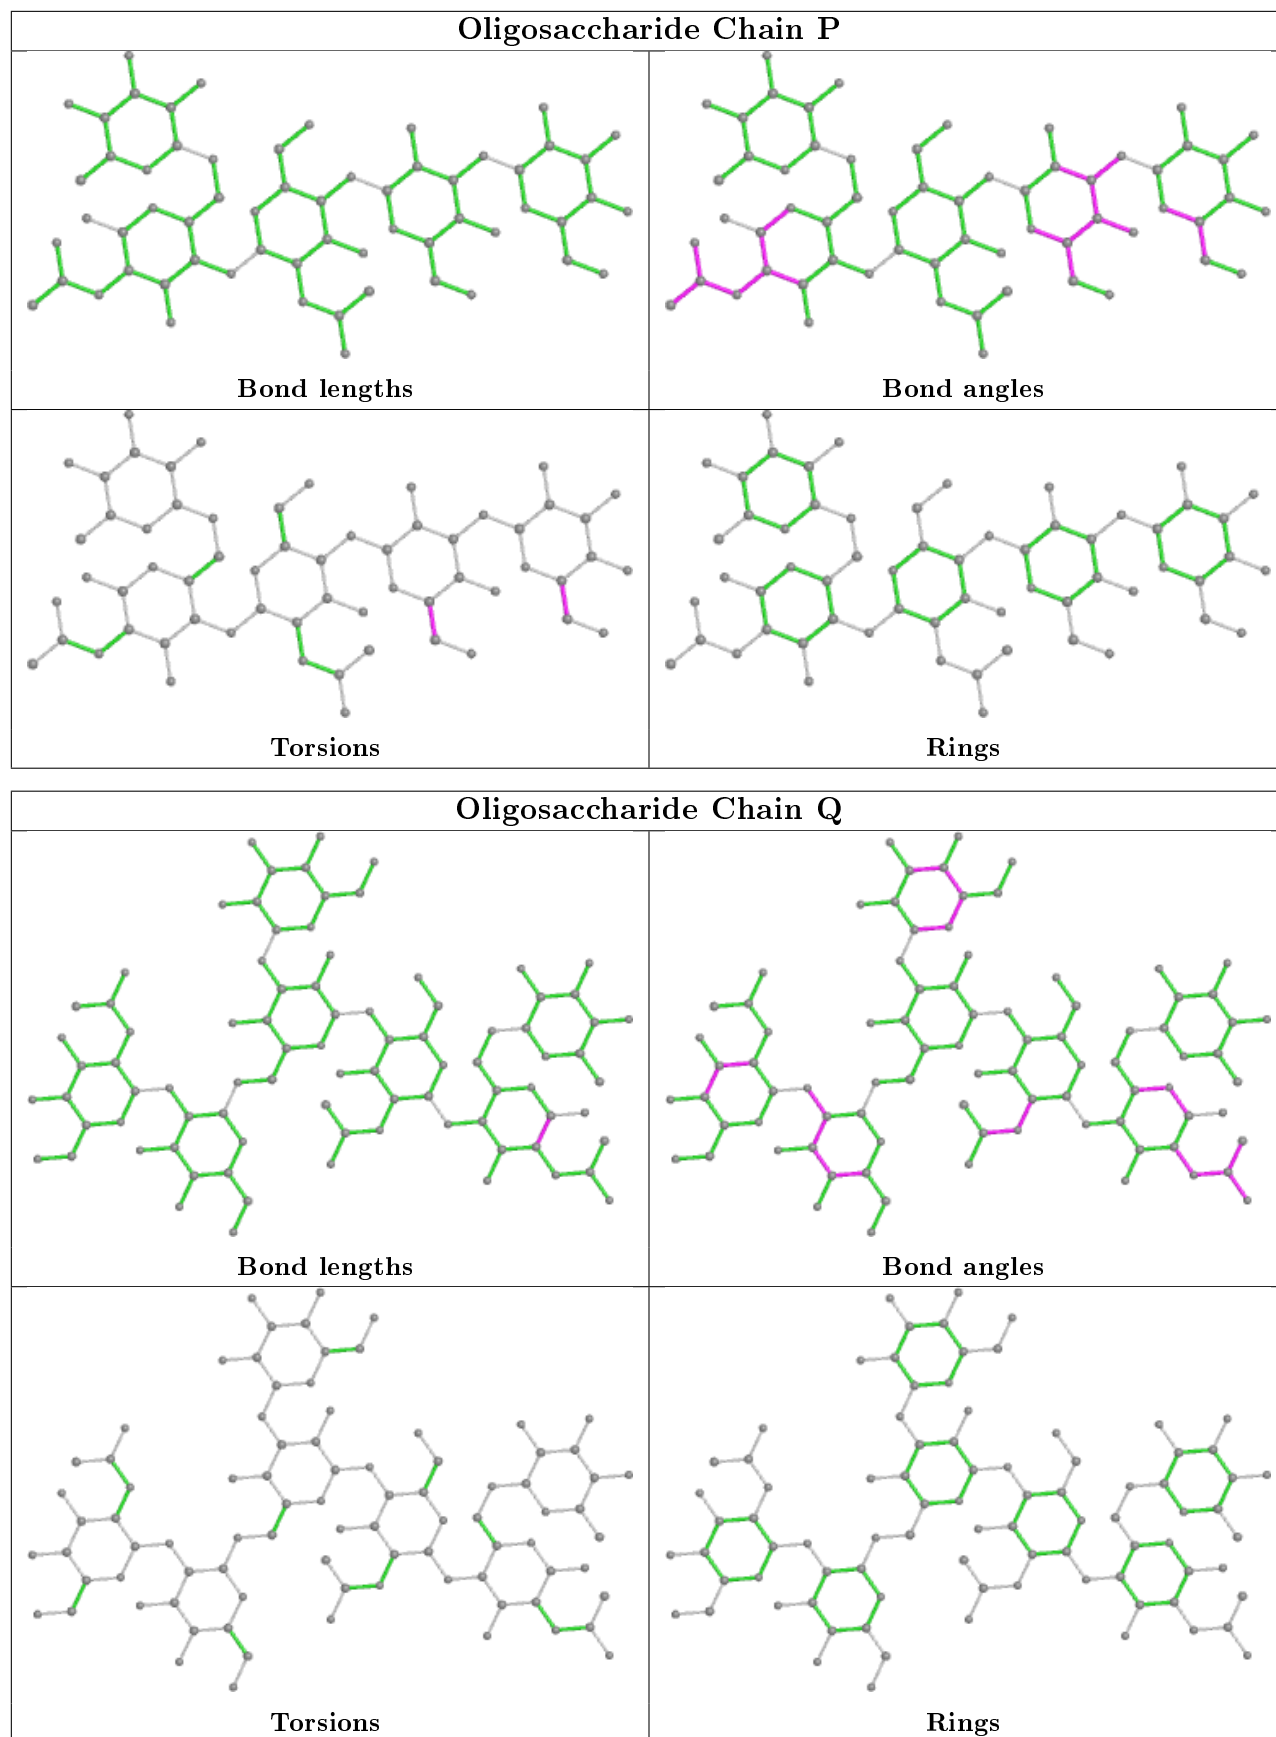 Oligosaccharide Chain P
Bond lengths
Bond angles
Torsions
Rings
Oligosaccharide Chain Q
Bond lengths
Bond angles
Torsions
Rings